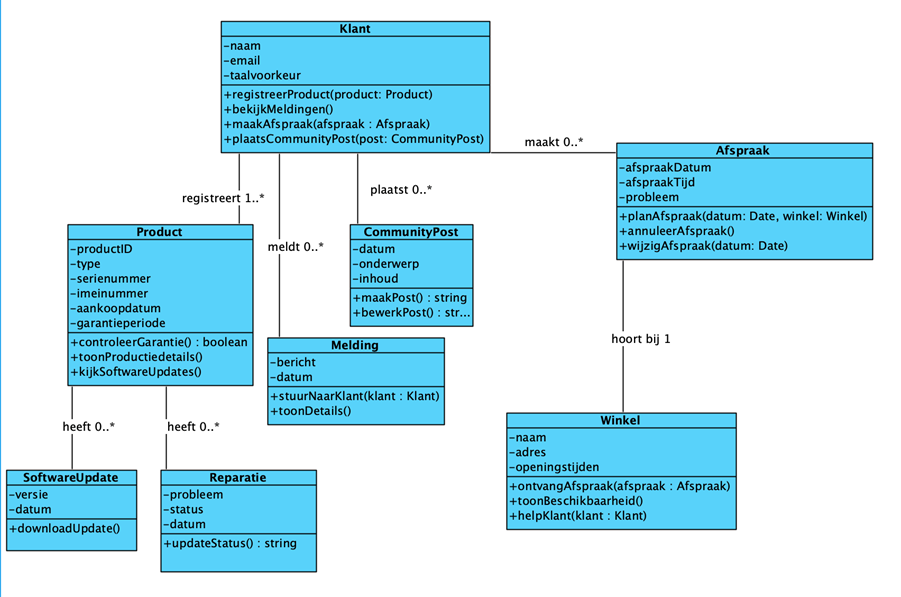 Klant
-naam
-email
-taalvoorkeur
+registreerProduct(product: Product)
+bekijkMeldingen()
+maakAfspraak(afspraak : Afspraak)
+plaatsCommunityPost(post: CommunityPost)
maakt 0..*
Afspraak
-afspraakDatum
-afspraakTijd
-probleem
+planAfspraak(datum: Date, winkel: Winkel)
+annuleerAfspraak()
+wijzigAfspraak(datum: Date)
registreert 1..*
meldt 0..*
plaatst 0..*
Product
-productID
-type
-serienummer
-imeinummer
-aankoopdatum
-garantieperiode
+controleerGarantie() : boolean
+toonProductiedetails()
+kijkSoftwareUpdates()
CommunityPost
-datum
-onderwerp
-inhoud
+maakPost() : string
+bewerkPost() : str...
Melding
-bericht
-datum
+stuurNaarKlant(klant : Klant)
+toonDetails()
hoort bij 1
heeft 0..*
heeft 0..*
SoftwareUpdate
-versie
-datum
+downloadUpdate()
Reparatie
-probleem
-status
-datum
+updateStatus() : string
Winkel
-naam
-adres
-openingstijden
+ontvangAfspraak(afspraak : Afspraak)
+toonBeschikbaarheid()
+helpKlant(klant : Klant)